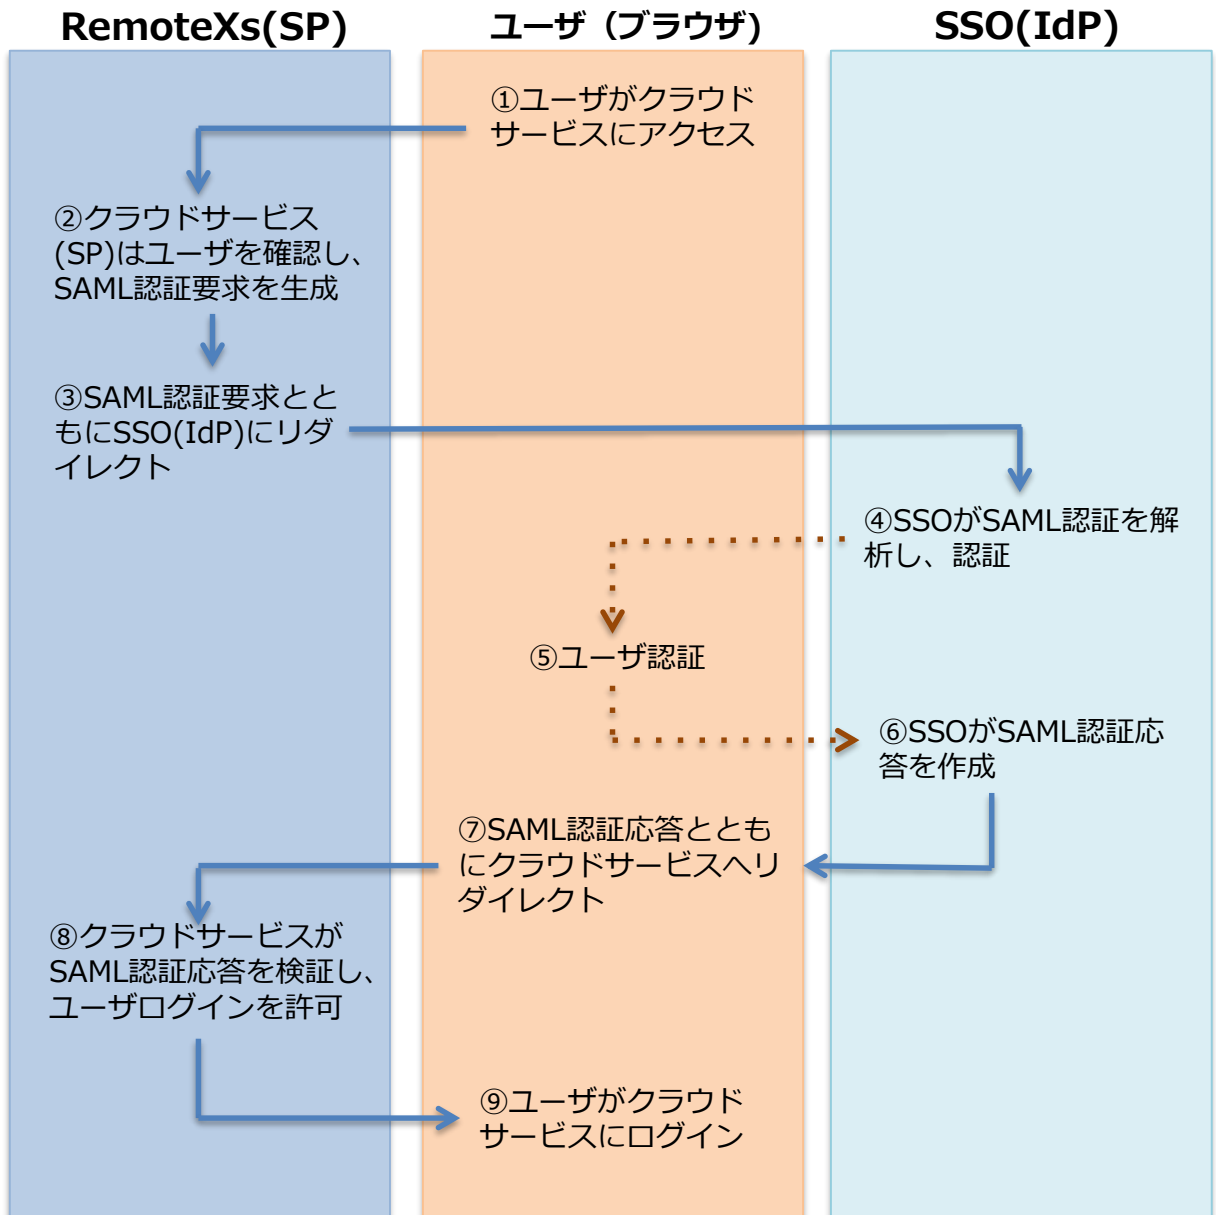 RemoteXs(SP)
ユーザ（ブラウザ)
SSO(IdP)
①ユーザがクラウド
サービスにアクセス
②クラウドサービス
(SP)はユーザを確認し、
SAML認証要求を生成
③SAML認証要求とと
もにSSO(IdP)にリダ
イレクト
④SSOがSAML認証を解
析し、認証
⑤ユーザ認証
⑥SSOがSAML認証応
答を作成
⑦SAML認証応答ととも
にクラウドサービスへリ
ダイレクト
⑧クラウドサービスが
SAML認証応答を検証し、
ユーザログインを許可
⑨ユーザがクラウド
サービスにログイン